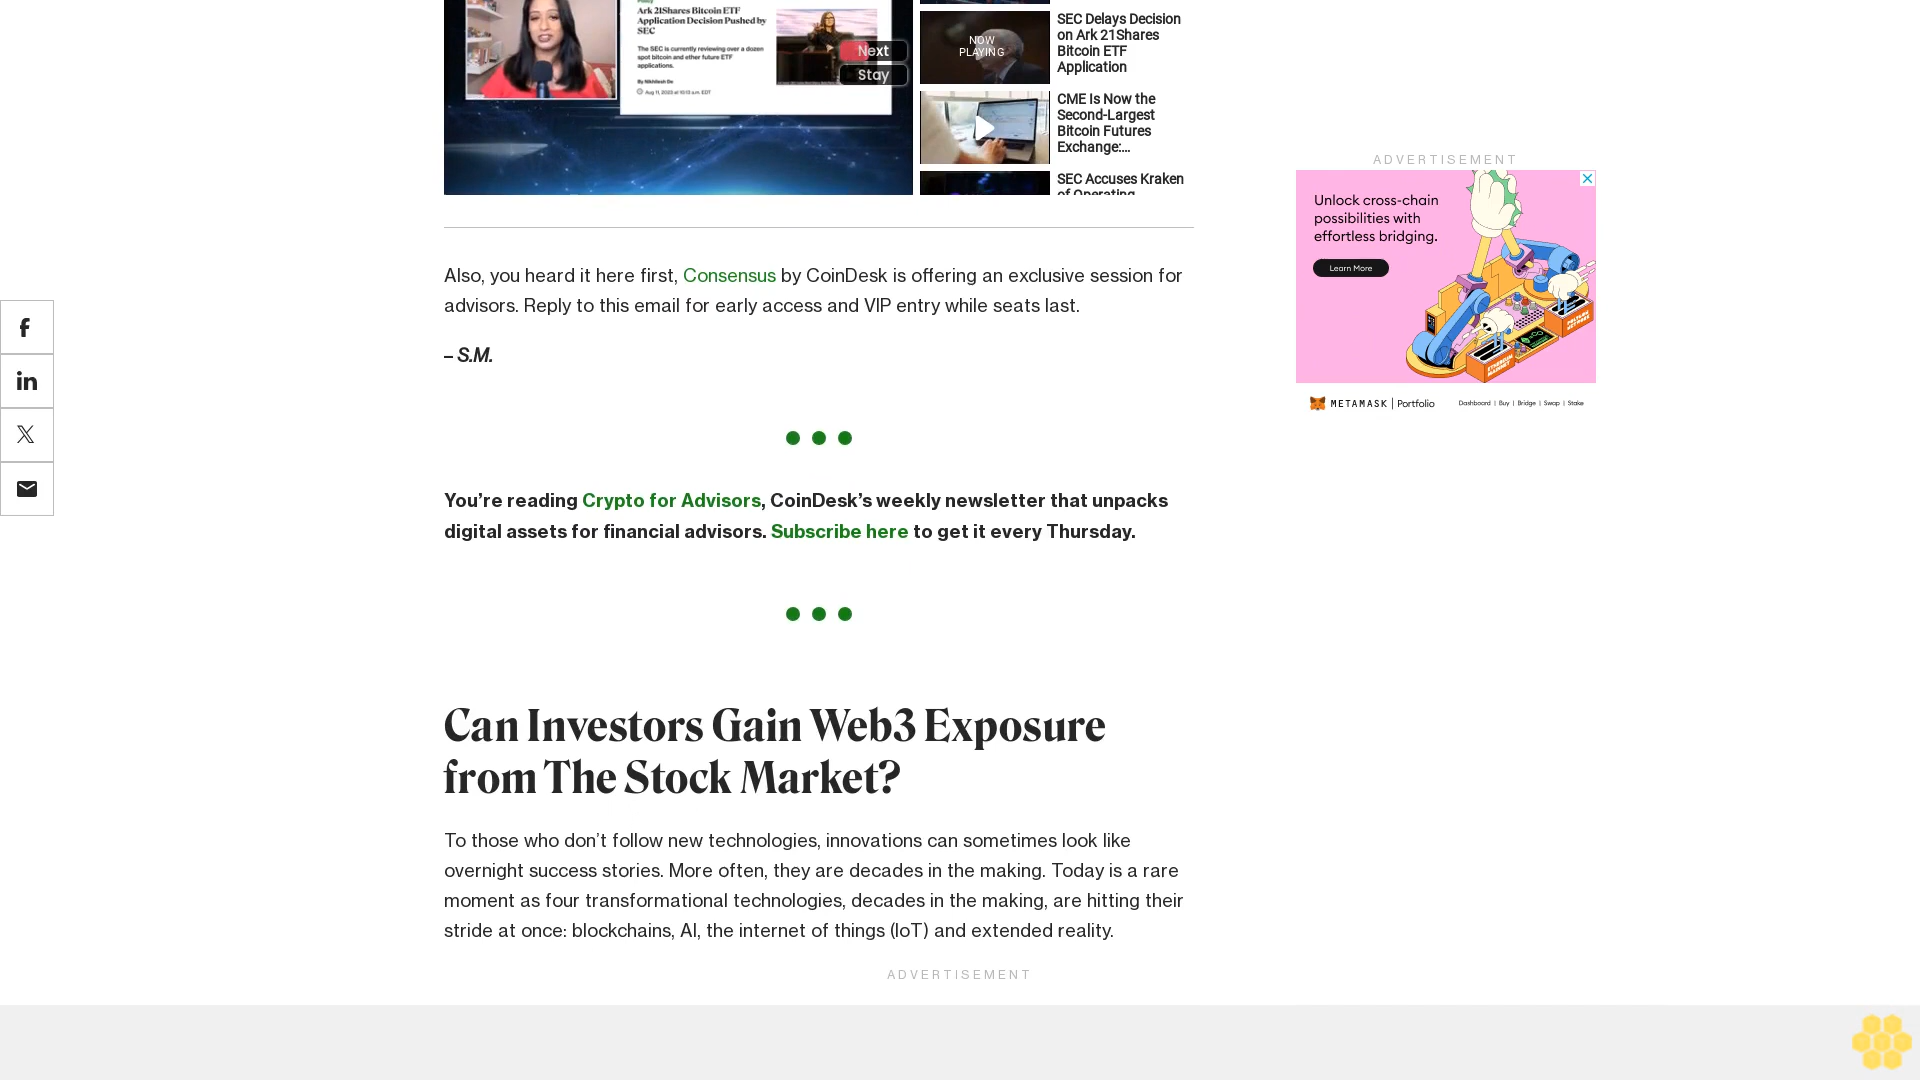 Policy
Ark 21Shares Bitcoin ETF
Application Decision Pushed by
SEC
The SEC is currently reviewing over a dozen
spot bitcoin and ether future ETF
applications.
By Nikhilesh De
Aug 11, 2023 at 10:13 a.m. EDT
Next
Stay
NOW
PLAYING
SEC Delays Decision
on Ark 21Shares
Bitcoin ETF
Application
CME Is Now the
Second-Largest
Bitcoin Futures
Exchange:...
SEC Accuses Kraken
of Operating
Also, you heard it here first, Consensus by CoinDesk is offering an exclusive session for
advisors. Reply to this email for early access and VIP entry while seats last.
– S.M.
You’re reading Crypto for Advisors, CoinDesk’s weekly newsletter that unpacks
digital assets for financial advisors. Subscribe here to get it every Thursday.
Can Investors Gain Web3 Exposure
from The Stock Market?
To those who don’t follow new technologies, innovations can sometimes look like
overnight success stories. More often, they are decades in the making. Today is a rare
moment as four transformational technologies, decades in the making, are hitting their
stride at once: blockchains, AI, the internet of things (IoT) and extended reality.
ADVERTISEMENT
ADVERTISEMENT
Unlock cross-chain
possibilities with
effortless bridging.
Learn More
METAMASK | Portfolio
Dashboard | Buy | Bridge | Swap | Stake